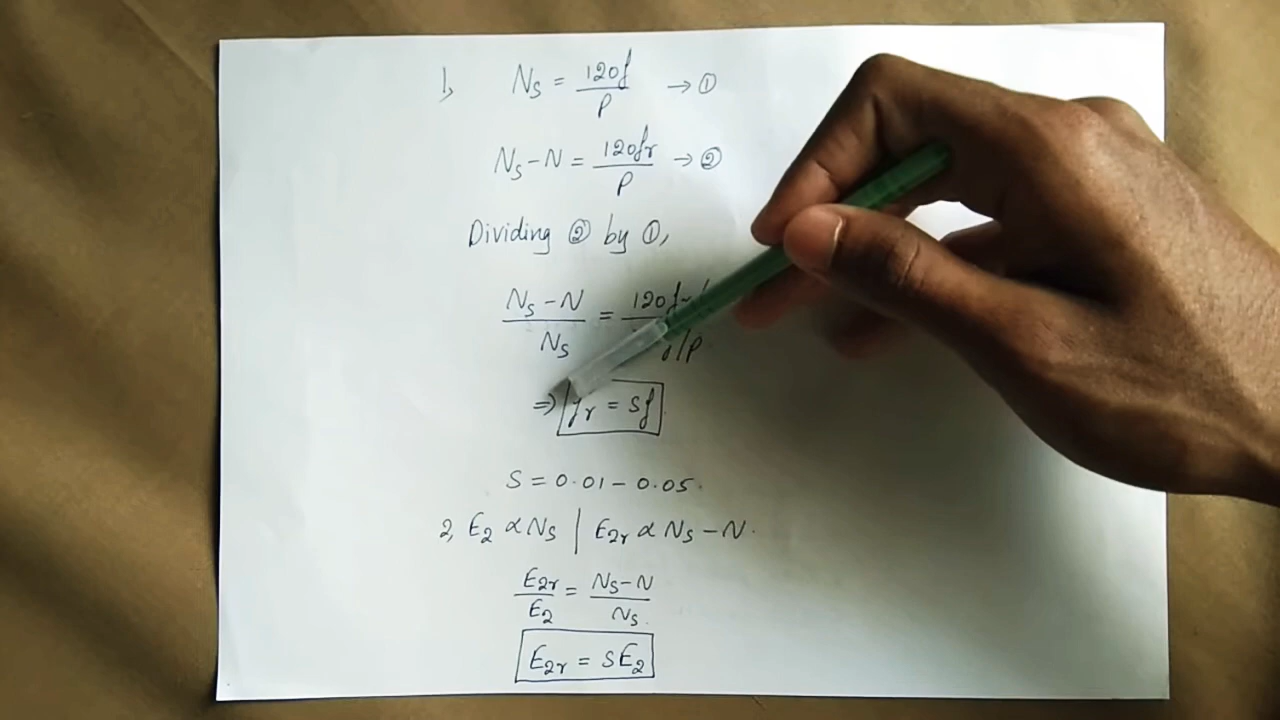 1, Ns = 120f/P → ①
Ns - N = 120fr/P → ②
Dividing ② by ①,
Ns - N / Ns = 120f /P
⇒ fr = sf
S = 0.01 - 0.05.
2, E2 ∝ Ns | E2r ∝ Ns - N.
E2r/E2 = Ns - N / Ns.
E2r = SE2